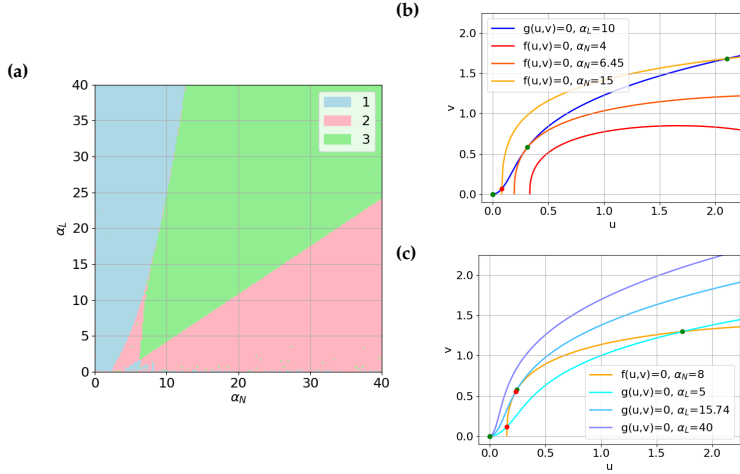 (a)
40
35
30
25
20
15
10
5
0
α_L
0 10 20 30 40
α_N
1
2
3
(b)
2.0
1.5
1.0
0.5
0.0
v
0.0 0.5 1.0 1.5 2.0
u
g(u,v)=0, α_L=10
f(u,v)=0, α_N=4
f(u,v)=0, α_N=6.45
f(u,v)=0, α_N=15
(c)
2.0
1.5
1.0
0.5
0.0
v
0.0 0.5 1.0 1.5 2.0
u
f(u,v)=0, α_N=8
g(u,v)=0, α_L=5
g(u,v)=0, α_L=15.74
g(u,v)=0, α_L=40